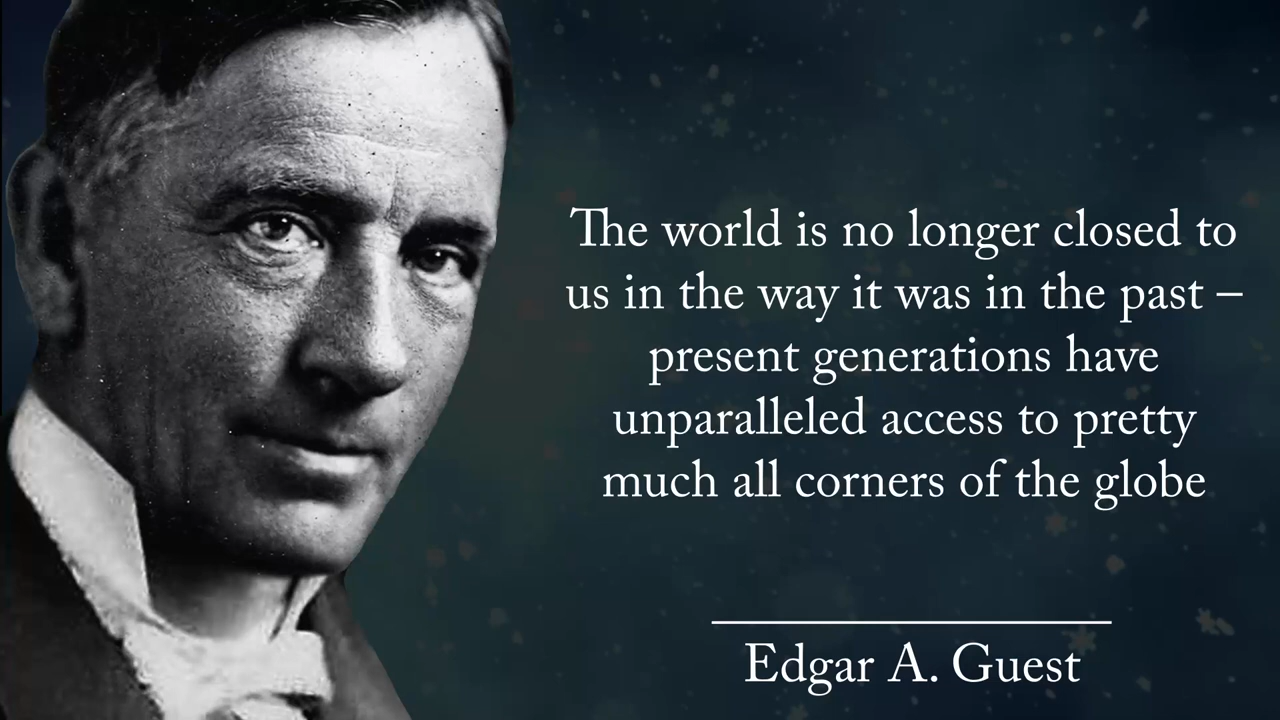 The world is no longer closed to
us in the way it was in the past –
present generations have
unparalleled access to pretty
much all corners of the globe
Edgar A. Guest